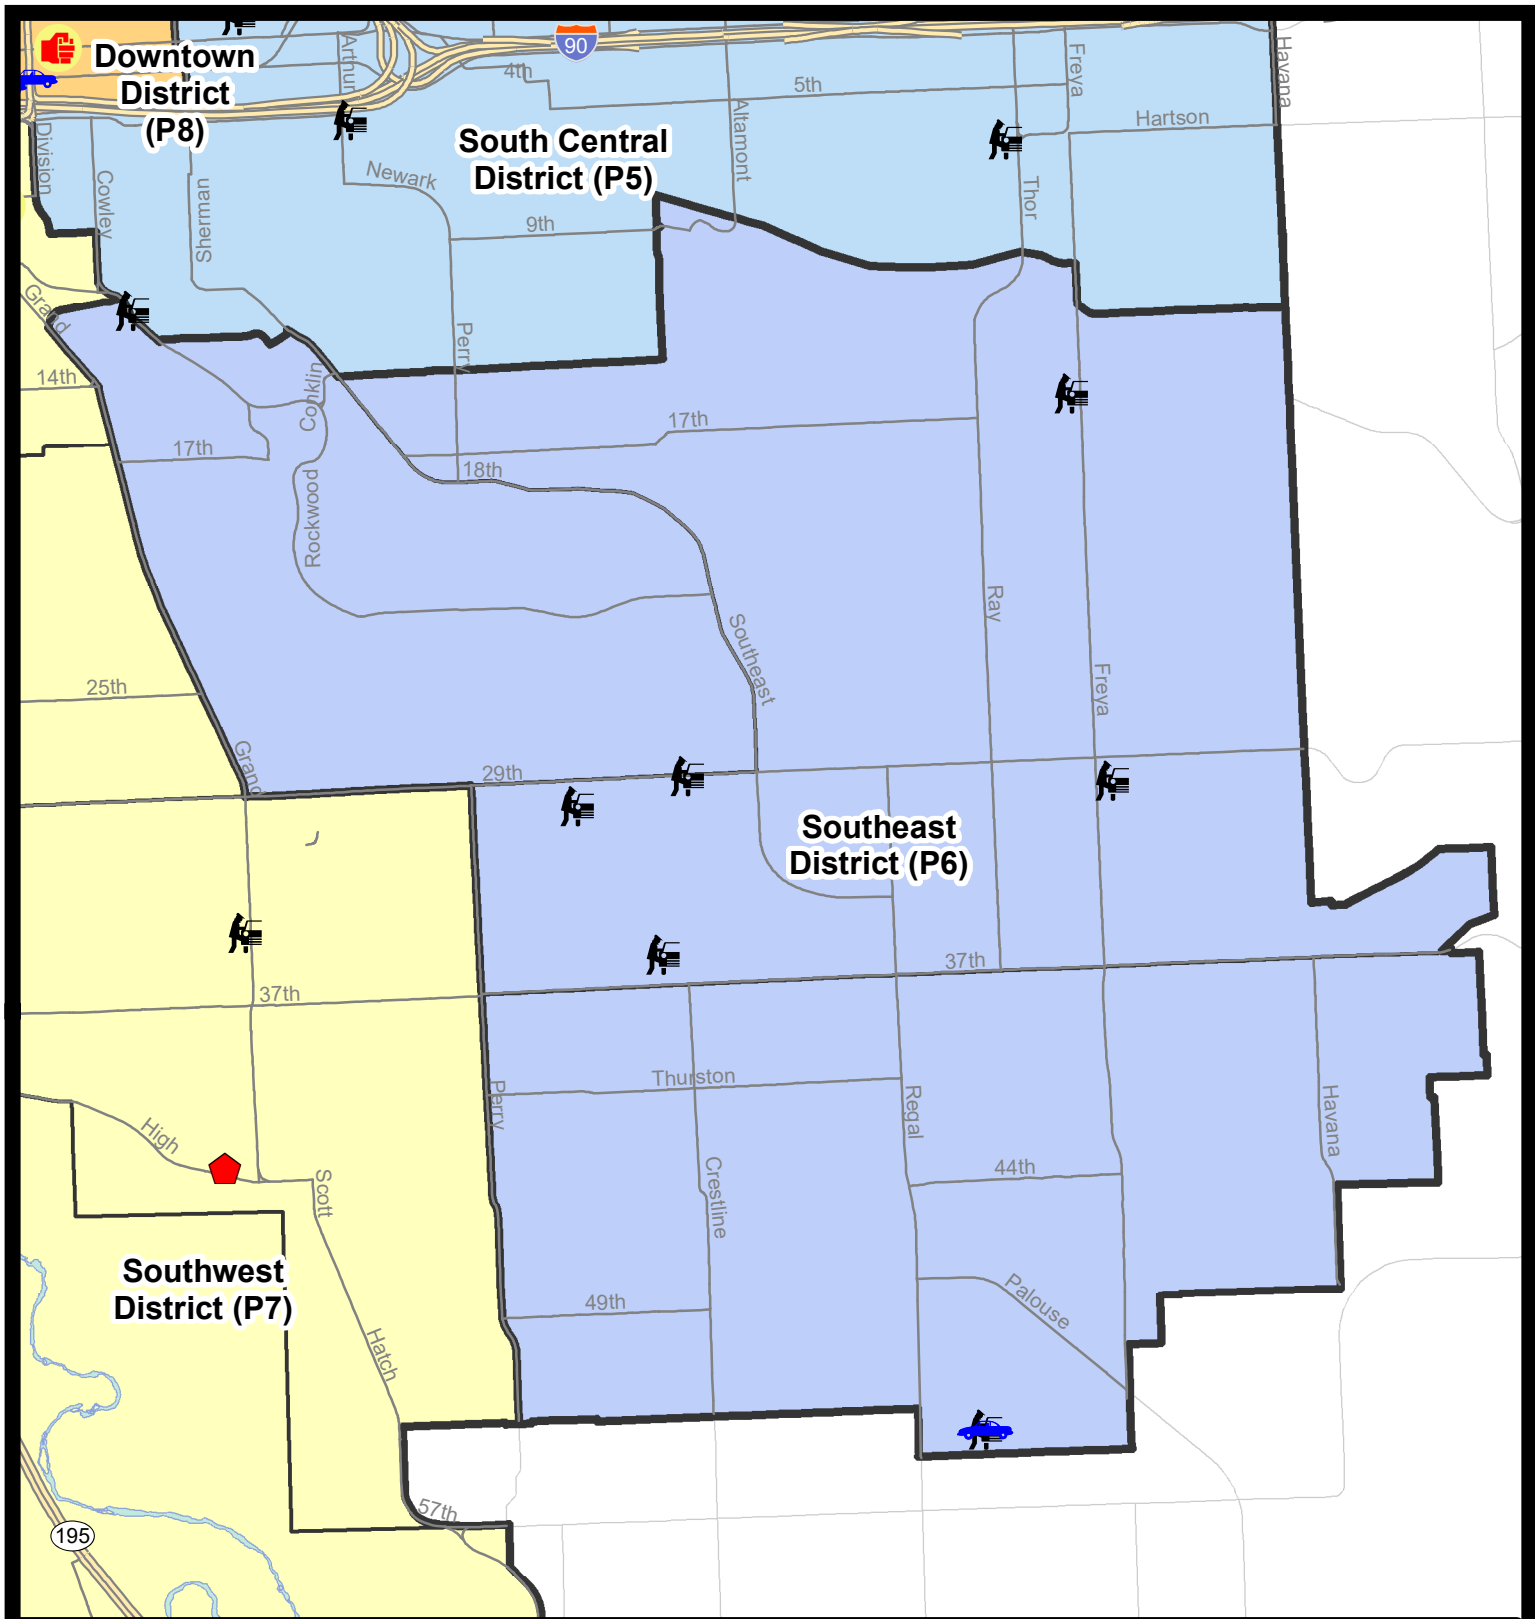 Downtown
District
(P8)
90
Arthur
4th
5th
Freya
Havana
Division
Cowley
Sherman
Newark
South Central
District (P5)
Altamont
Hartson
Thor
9th
Grand
Perry
14th
Conklin
17th
17th
18th
Rockwood
Ray
Southeast
Freya
25th
Grand
29th
Southeast
District (P6)
37th
37th
Thurston
Perry
Regal
Havana
High
Scott
Crestline
44th
Southwest
District (P7)
49th
Palouse
Hatch
57th
195